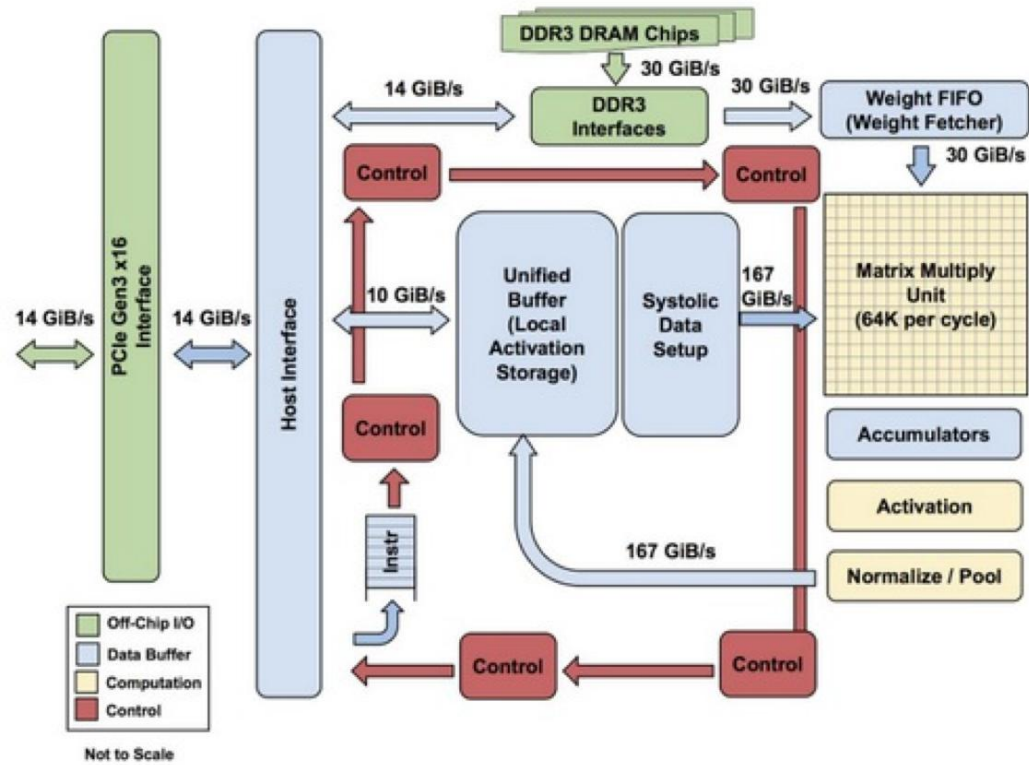 DDR3 DRAM Chips
30 GiB/s
14 GiB/s
30 GiB/s
DDR3
Interfaces
Weight FIFO
(Weight Fetcher)
30 GiB/s
Control
Control
PCIe Gen3 x16
Interface
Host Interface
14 GiB/s
14 GiB/s
10 GiB/s
Unified
Buffer
(Local
Activation
Storage)
Systolic
Data
Setup
167
GiB/s
Matrix Multiply
Unit
(64K per cycle)
Control
Accumulators
Activation
Instr
167 GiB/s
Normalize / Pool
Control
Control
Off-Chip I/O
Data Buffer
Computation
Control
Not to Scale